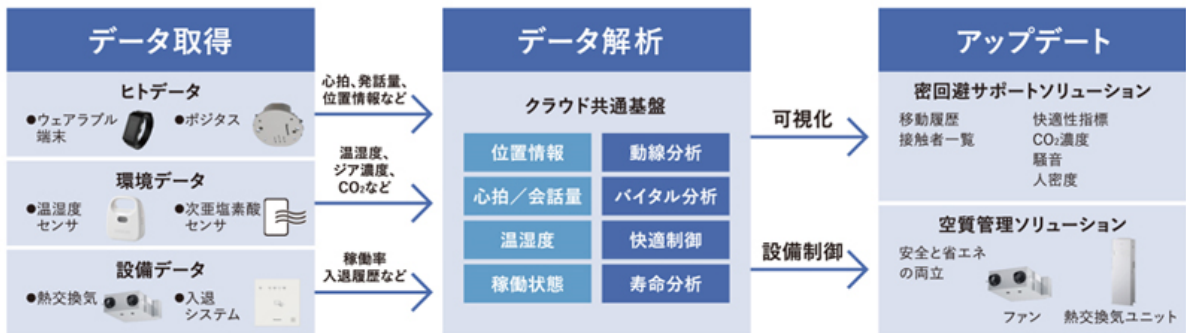 データ取得
ヒトデータ
●ウェアラブル
端末
●ポジタス
環境データ
●温湿度
センサ
●次亜塩素酸
センサ
設備データ
●熱交換気
●入退
システム
心拍、発話量、
位置情報など
温湿度、
ジア濃度、
CO₂など
稼働率
入退履歴など
データ解析
クラウド共通基盤
位置情報
動線分析
心拍／会話量
バイタル分析
温湿度
快適制御
稼働状態
寿命分析
可視化
設備制御
アップデート
密回避サポートソリューション
移動履歴
接触者一覧
快適性指標
CO₂濃度
騒音
人密度
空質管理ソリューション
安全と省エネ
の両立
ファン
熱交換気ユニット